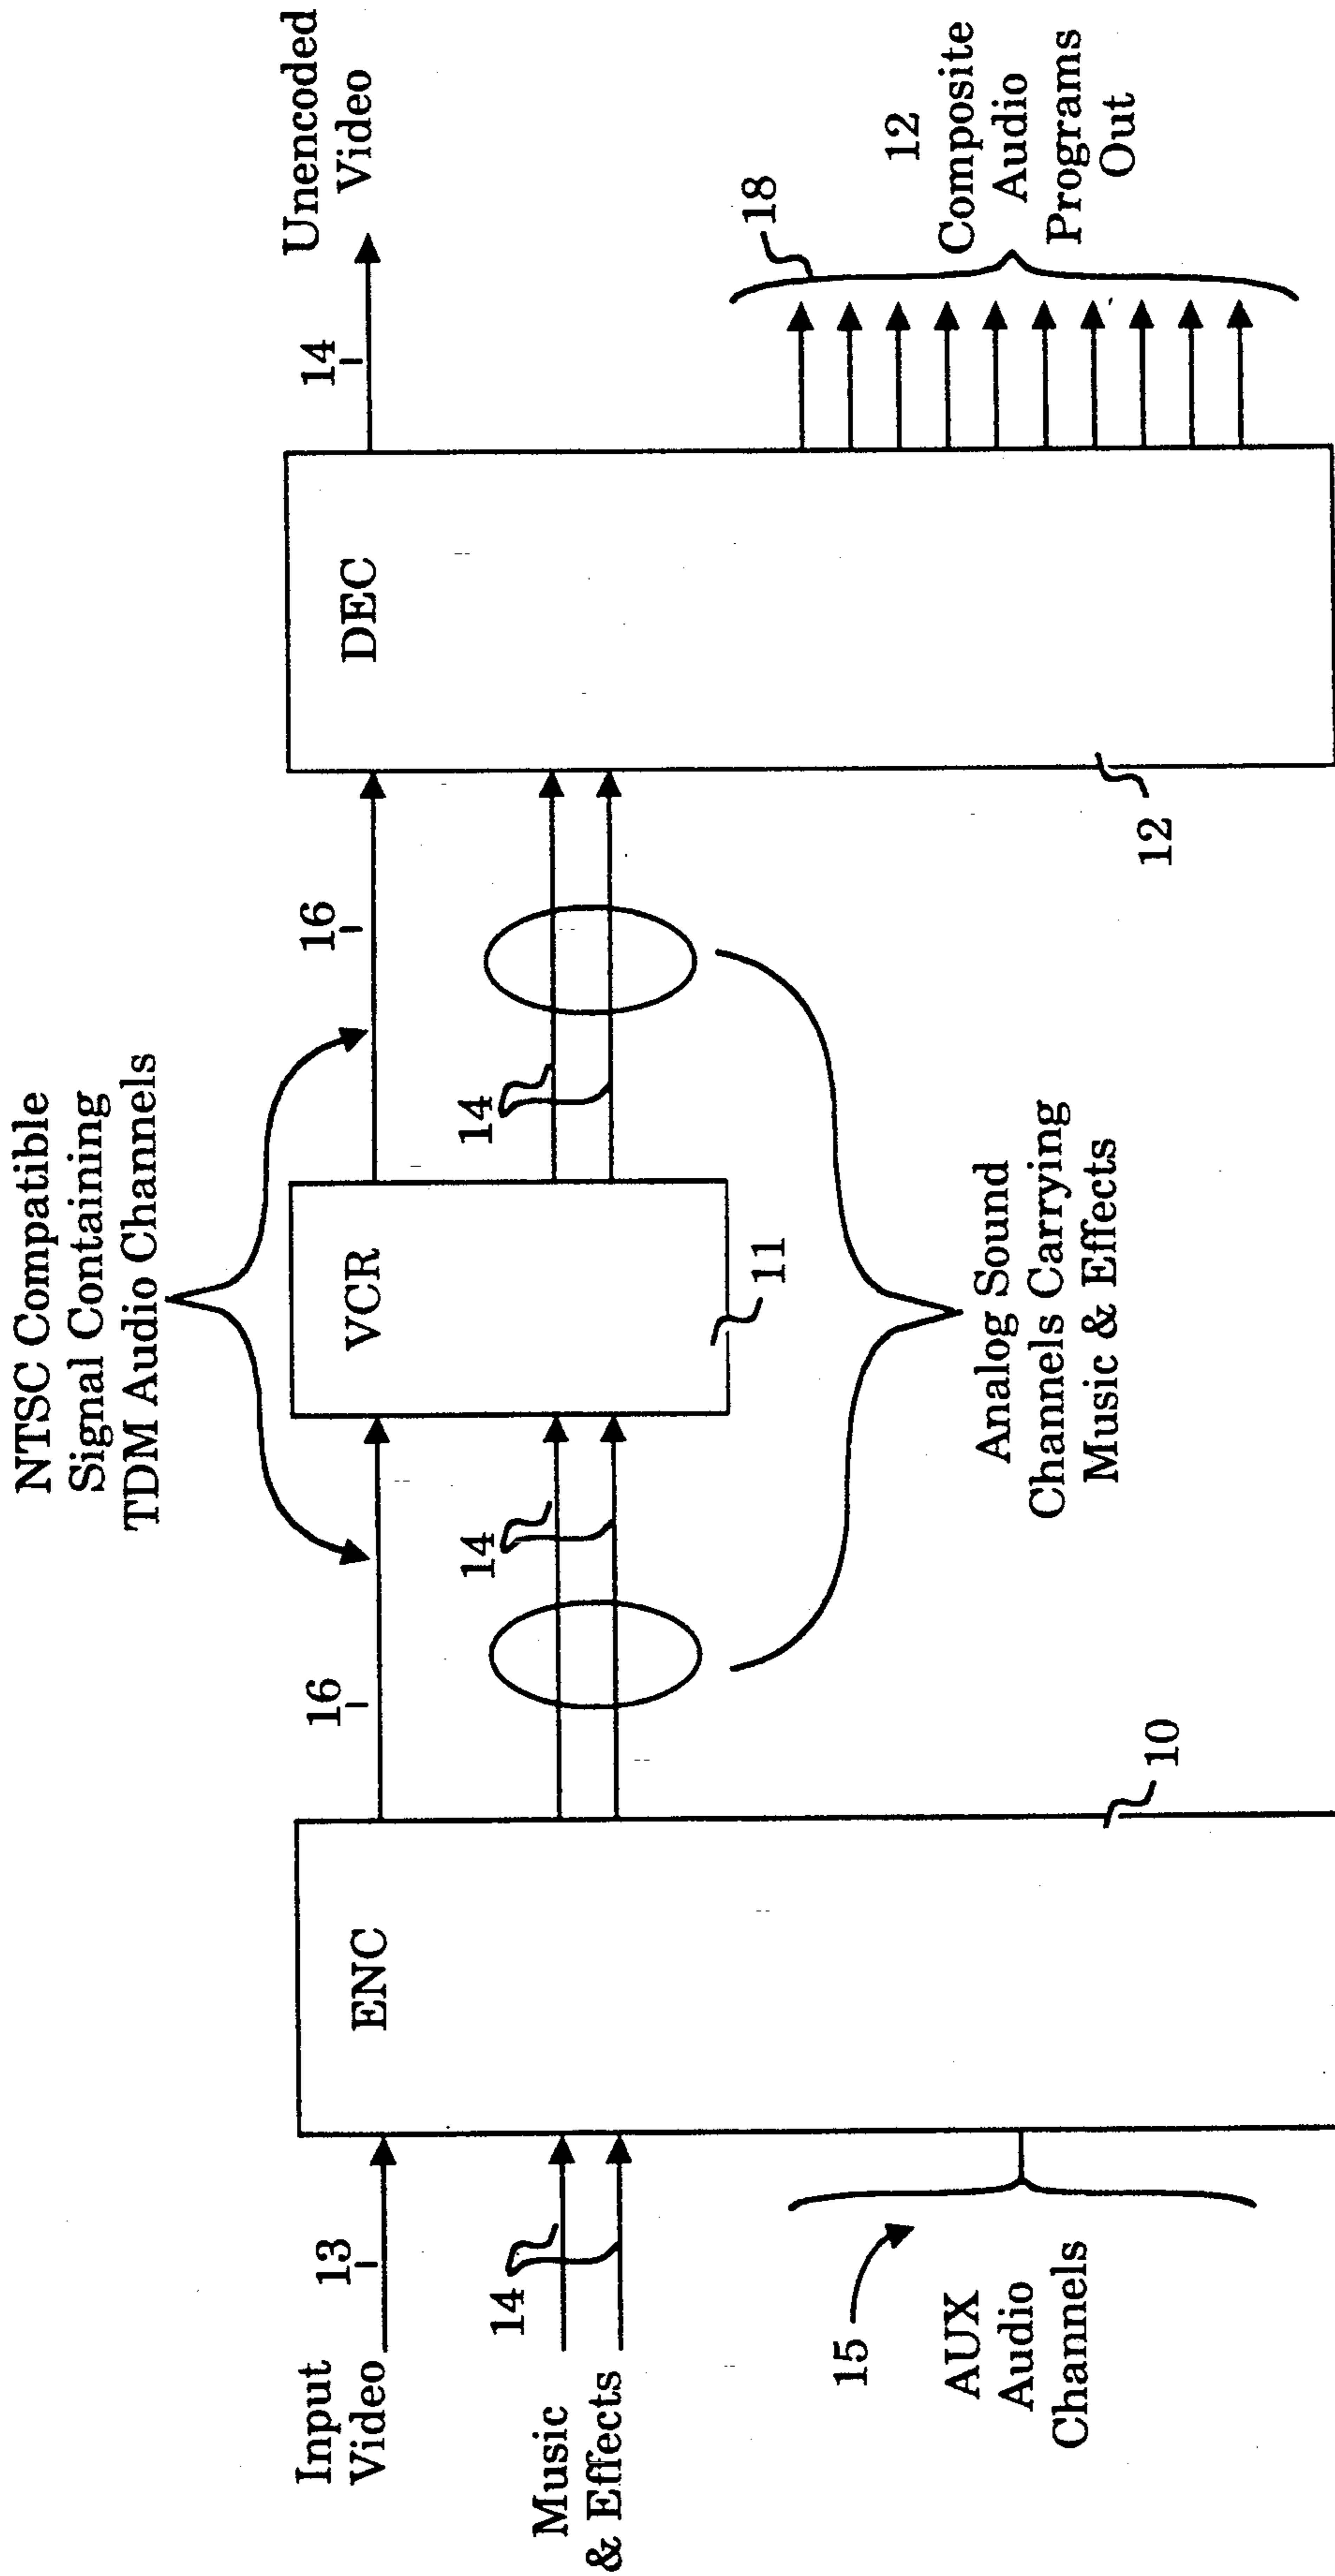 NTSC Compatible
Signal Containing
TDM Audio Channels
Input
Video
13
16
16
14
Unencoded
Video
ENC
VCR
DEC
Music
& Effects
14
14
14
11
18
12
Composite
Audio
Programs
Out
15
AUX
Audio
Channels
10
Analog Sound
Channels Carrying
Music & Effects
12